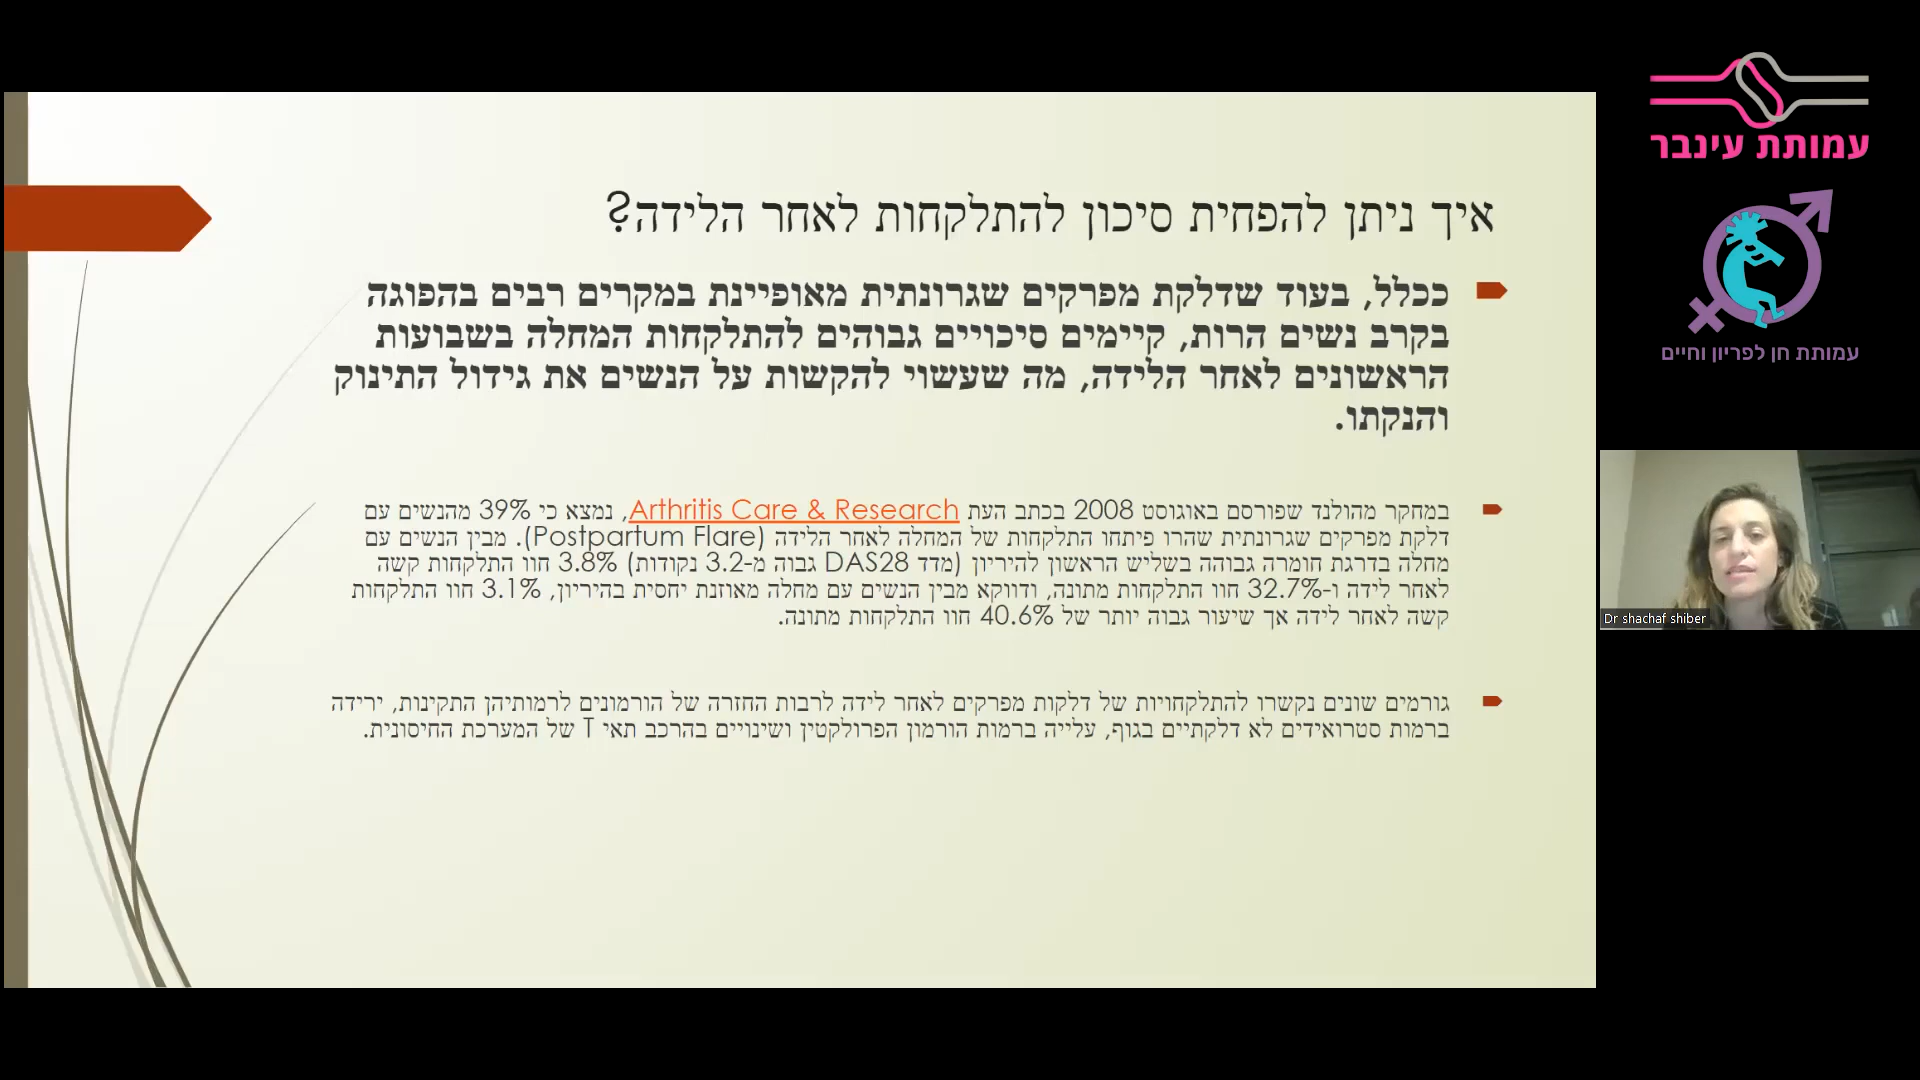 איך ניתן להפחית סיכון להתלקחות לאחר הלידה?
ככלל, בעוד שדלקת מפרקים שגרונתית מאופיינת במקרים רבים בהפוגה
בקרב נשים הרות, קיימים סיכויים גבוהים להתלקחות המחלה בשבועות
הראשונים לאחר הלידה, מה שעשוי להקשות על הנשים את גידול התינוק
והנקתו.
במחקר מהולנד שפורסם באוגוסט 2008 בכתב העת Arthritis Care & Research, נמצא כי 39% מהנשים עם
דלקת מפרקים שגרונתית שהרו פיתחו התלקחות של המחלה לאחר הלידה (Postpartum Flare). מבין הנשים עם
מחלה בדרגת חומרה גבוהה בשליש הראשון להיריון (מדד DAS28 גבוה מ-3.2 נקודות) 3.8% חוו התלקחות קשה
לאחר לידה ו-32.7% חוו התלקחות מתונה, ודווקא מבין הנשים עם מחלה מאוזנת יחסית בהיריון, 3.1% חוו התלקחות
קשה לאחר לידה אך שיעור גבוה יותר של 40.6% חוו התלקחות מתונה.
גורמים שונים נקשרו להתלקחויות של דלקות מפרקים לאחר לידה לרבות החזרה של הורמונים לרמותיהן התקינות, ירידה
ברמות סטרואידים לא דלקתיים בגוף, עלייה ברמות הורמון הפרולקטין ושינויים בהרכב תאי T של המערכת החיסונית.
עמותת עינבר
עמותת חן לפריון וחיים
Dr shachaf shiber